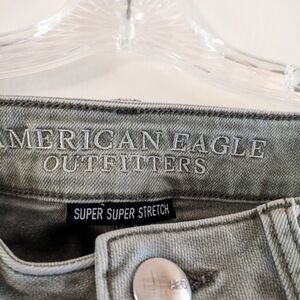 AMERICAN EAGLE
OUTFITTERS
SUPER SUPER STRETCH